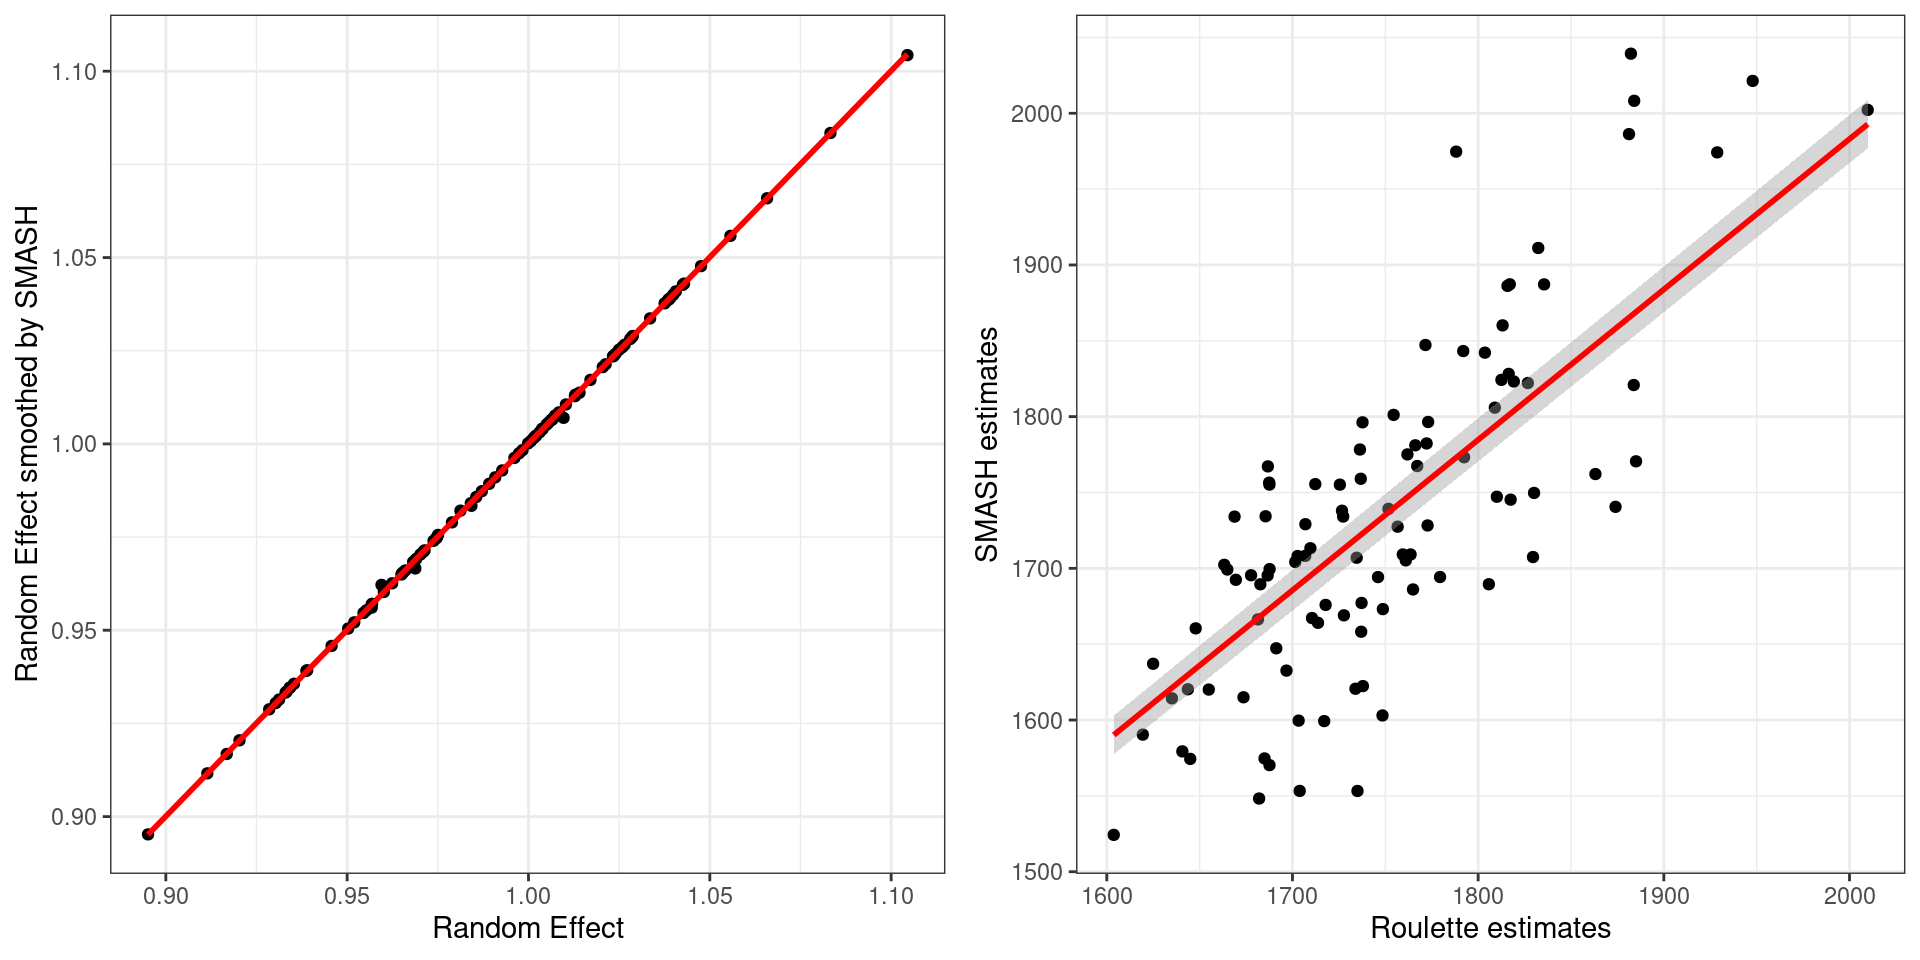 Random Effect smoothed by SMASH
1.10
1.05
1.00
0.95
0.90
0.90 0.95 1.00 1.05 1.10
Random Effect
SMASH estimates
2000
1900
1800
1700
1600
1500
1600 1700 1800 1900 2000
Roulette estimates